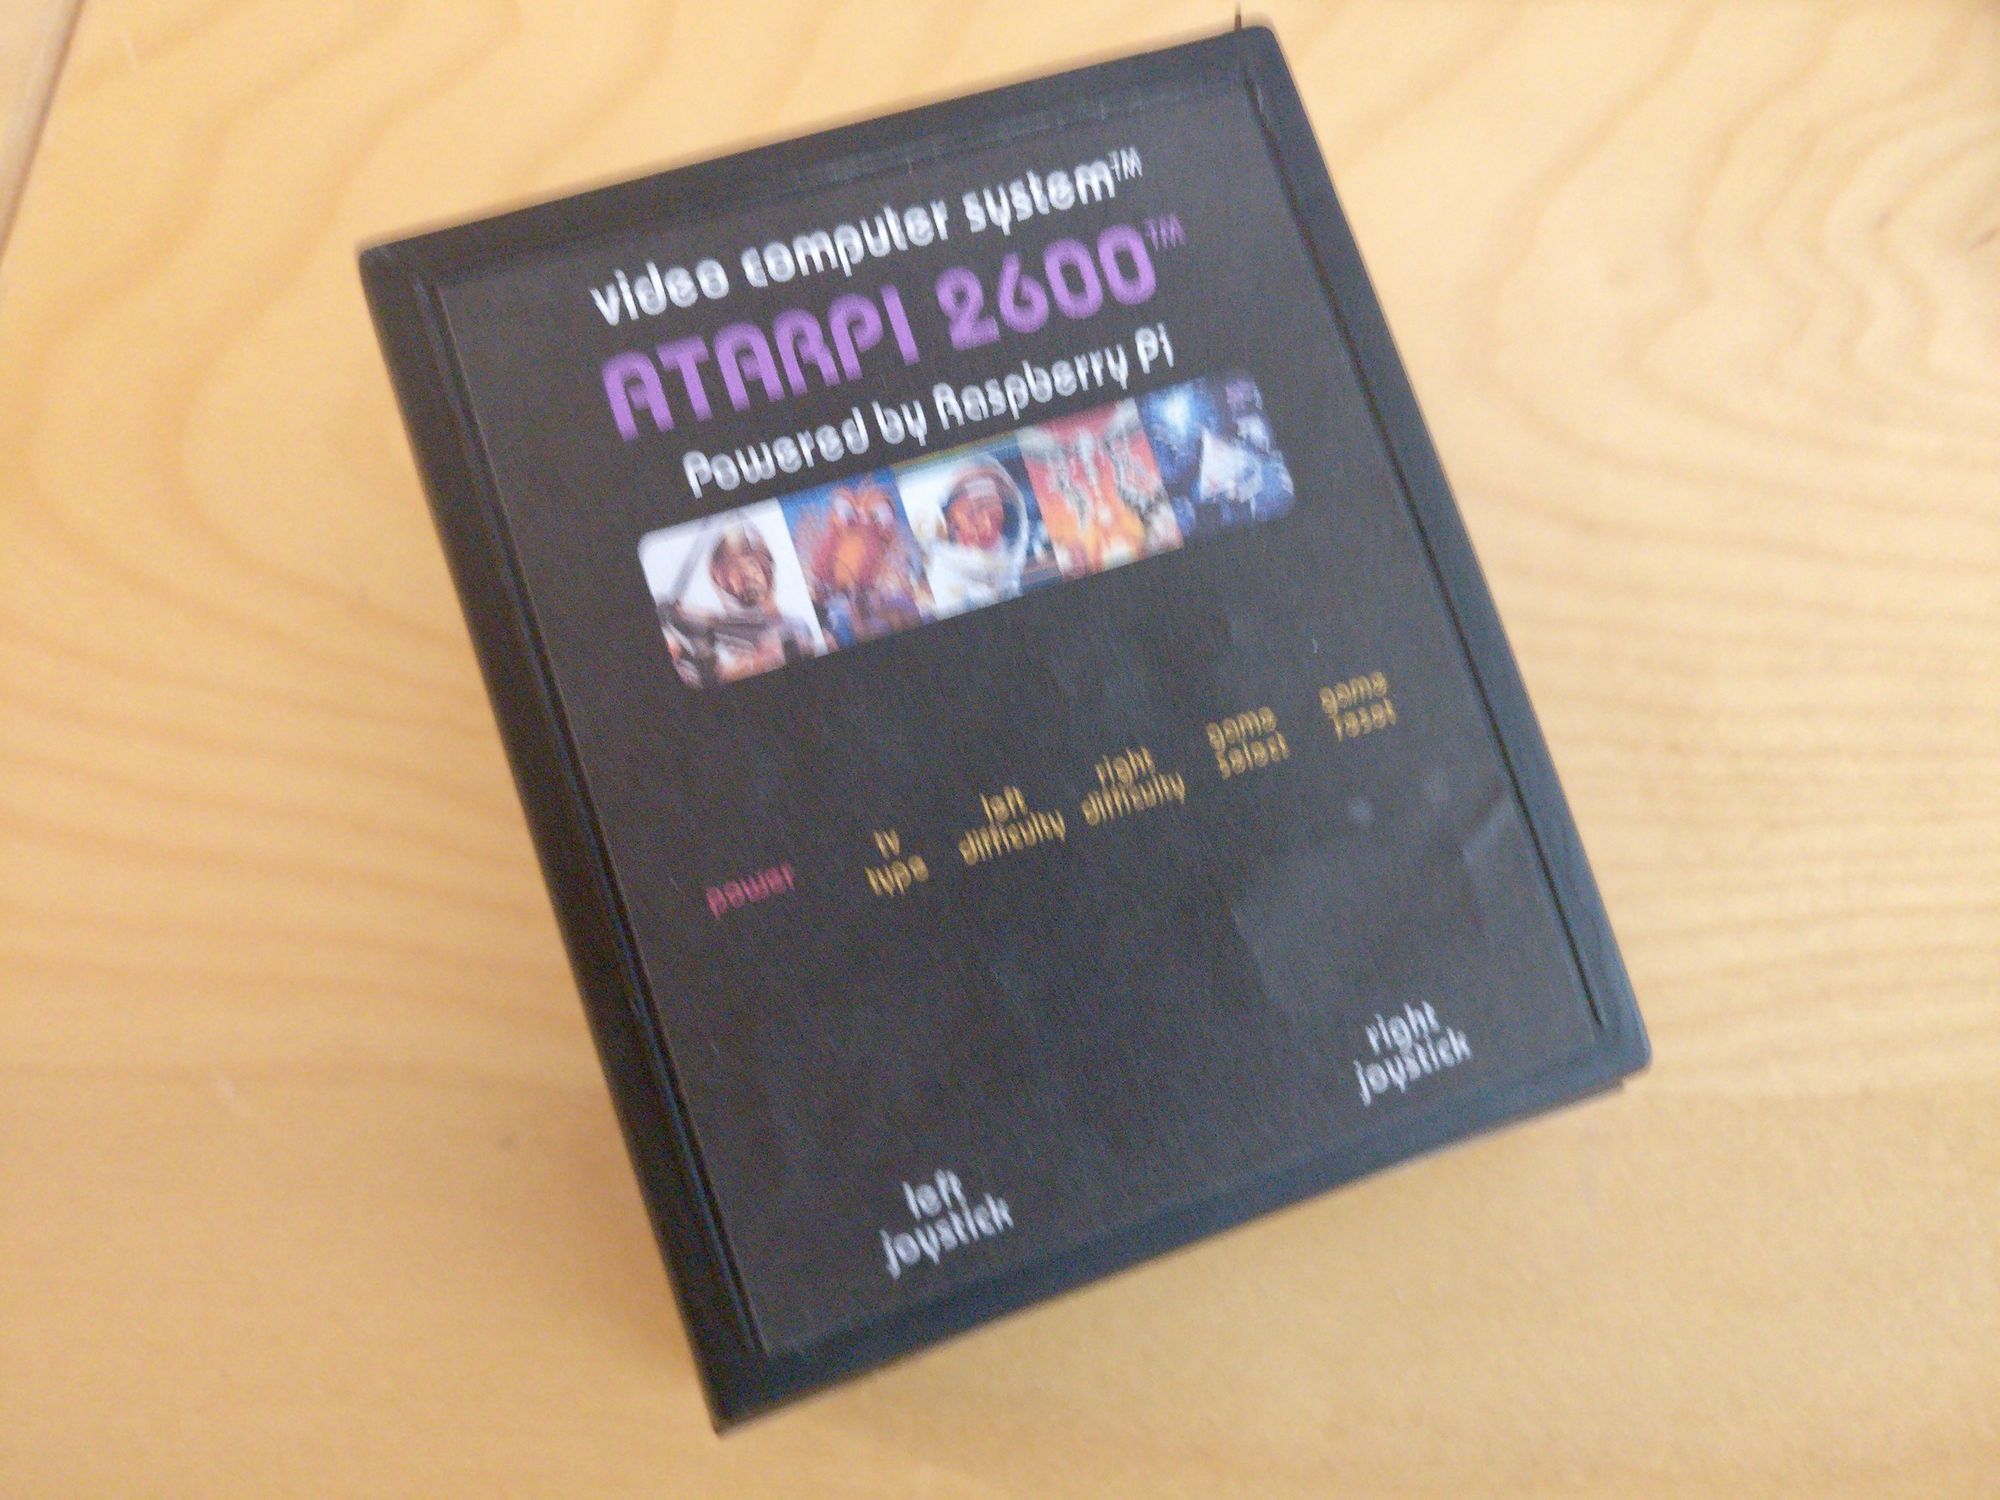 video computer system™
ATARPI 2600™
Powered by Raspberry Pi
power
tv
type
left
difficulty
right
difficulty
game
select
game
reset
left
joystick
right
joystick